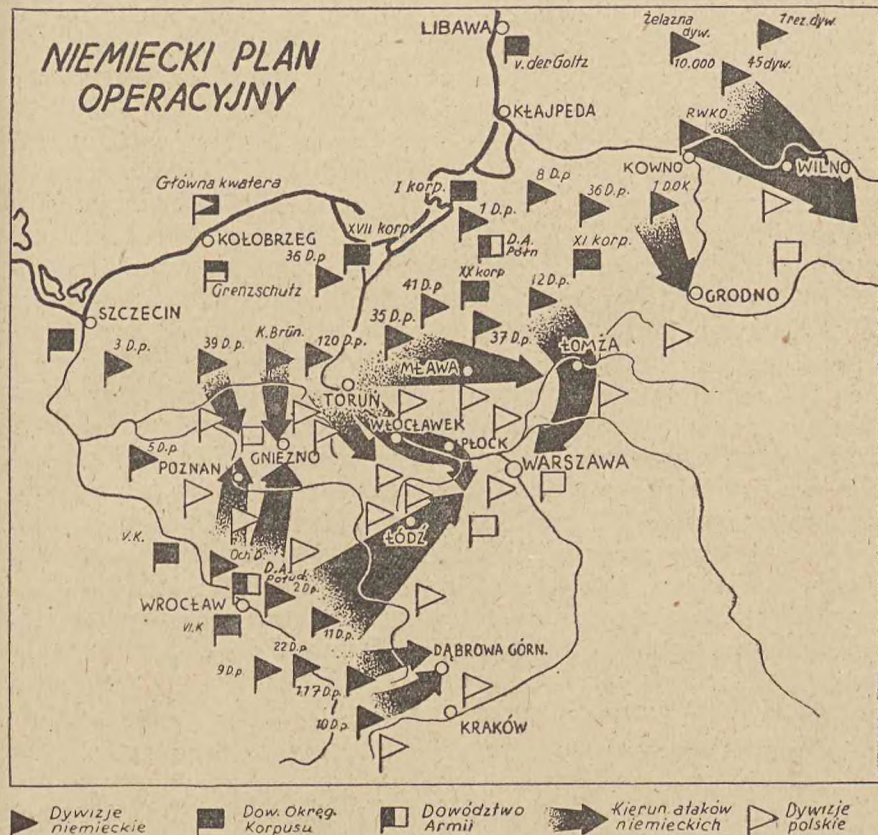 NIEMIECKI PLAN
OPERACYJNY
LIBAWA
v. der Goltz
Żelazna
dyw.
10.000
1 rez. dyw.
45 dyw.
KŁAJPEDA
RWKO
KOWNO
WILNO
Główna kwatera
I korp.
8 D.p
36 D.p.
1 DOK
XVII korp.
1 D.p.
KOŁOBRZEG
D.A.
Półn
XI korp.
36 D.p
Grenzschutz
XX korp
GRODNO
41 D.p
12 D.p.
SZCZECIN
35 D.p.
37 D.p.
3 D.p.
39 D.p.
K. Brün.
120 D.p.
ŁOMŻA
MŁAWA
TORUŃ
WŁOCŁAWEK
PŁOCK
5 D.p
GNIEZNO
POZNAŃ
WARSZAWA
ŁÓDŹ
V.K.
Och D.
D.A.
Połud.
2 D.p.
WROCŁAW
VI.K
11 D.p.
22 D.p
DĄBROWA GÓRN.
9 D.p.
117 D.p.
10 D.p.
KRAKÓW
Dywizje
niemieckie
Dow. Okręg.
Korpusu
Dowództwo
Armii
Kierun. ataków
niemieckich
Dywizje
polskie